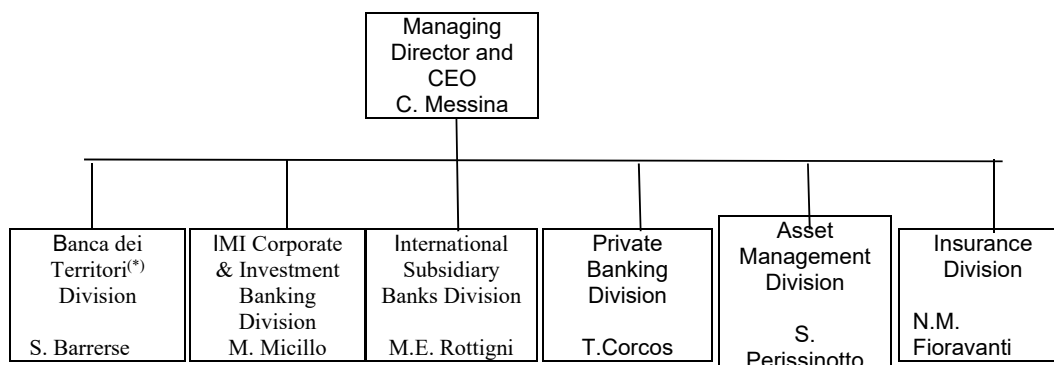 Managing
Director and
CEO
C. Messina
Banca dei
Territori(*)
Division
S. Barrerse
IMI Corporate
& Investment
Banking
Division
M. Micillo
International
Subsidiary
Banks Division
M.E. Rottigni
Private
Banking
Division
T.Corcos
Asset
Management
Division
S.
Perissinotto
Insurance
Division
N.M.
Fioravanti